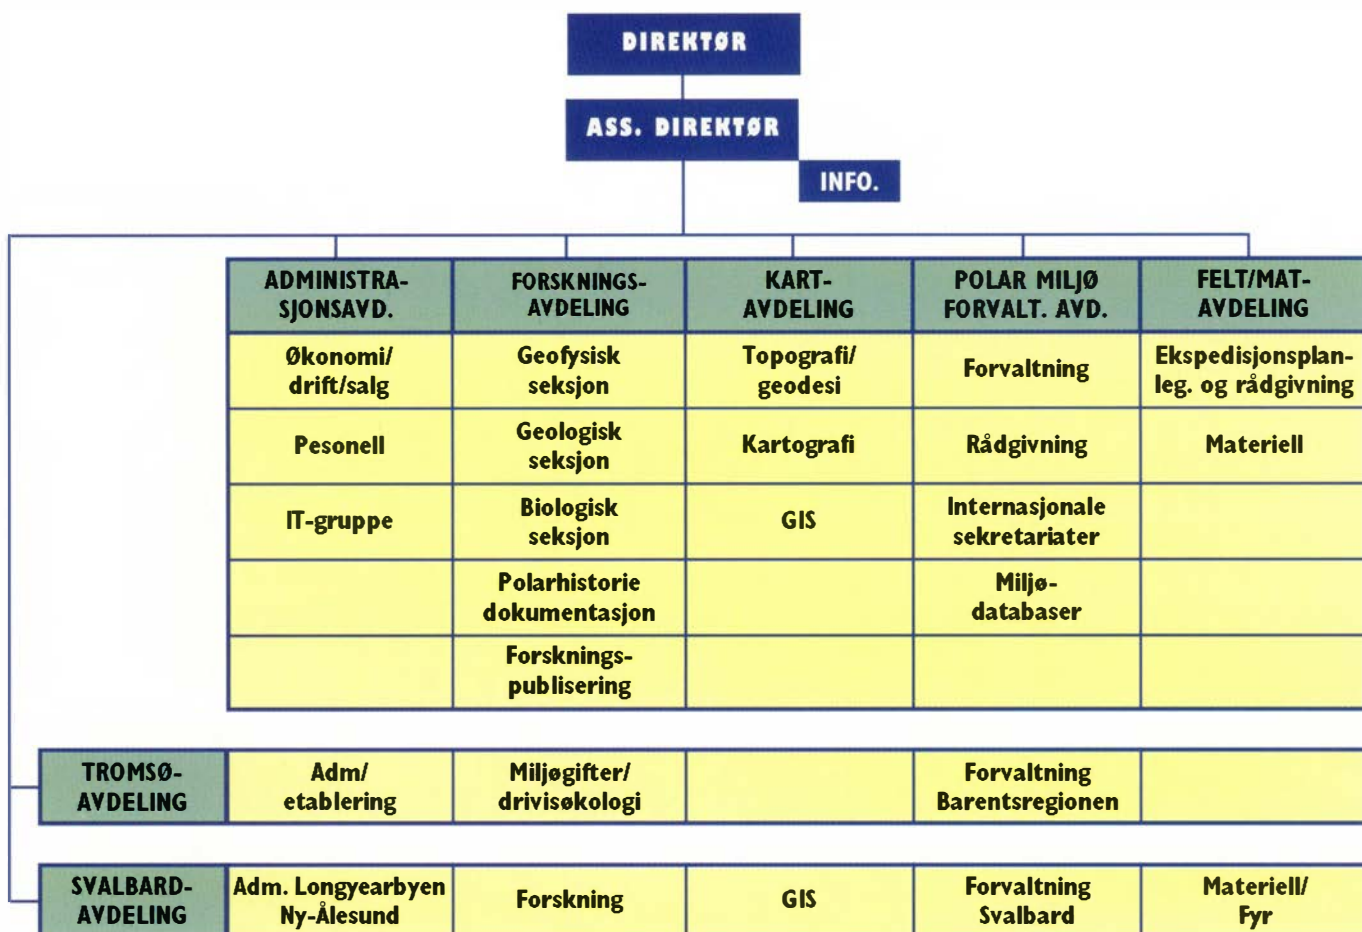 DIREKTØR
ASS. DIREKTØR
INFO.
ADMINISTRA-
SJONSAVD.
FORSKNINGS-
AVDELING
KART-
AVDELING
POLAR MILJØ
FORVALT. AVD.
FELT/MAT-
AVDELING
Økonomi/
drift/salg
Geofysisk
seksjon
Topografi/
geodesi
Forvaltning
Ekspedisjonsplan-
leg. og rådgivning
Pesonell
Geologisk
seksjon
Kartografi
Rådgivning
Materiell
IT-gruppe
Biologisk
seksjon
GIS
Internasjonale
sekretariater
Polarhistorie
dokumentasjon
Miljø-
databaser
Forsknings-
publisering
TROMSØ-
AVDELING
Adm/
etablering
Miljøgifter/
drivisøkologi
Forvaltning
Barentsregionen
SVALBARD-
AVDELING
Adm. Longyearbyen
Ny-Ålesund
Forskning
GIS
Forvaltning
Svalbard
Materiell/
Fyr